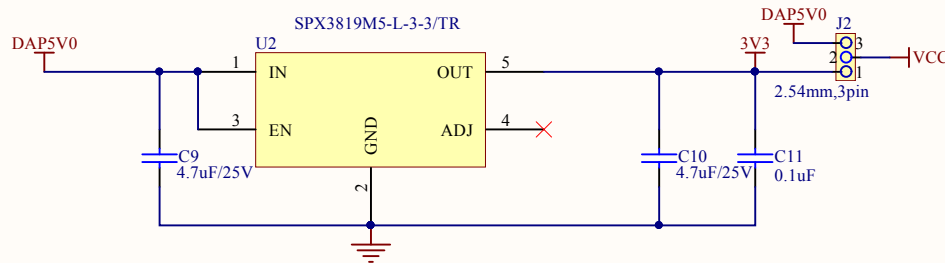 SPX3819M5-L-3-3/TR
DAP5V0
J2
DAP5V0
U2
3V3
3
1
IN
OUT
5
2
VCC
1
2.54mm,3pin
3
EN
ADJ
4
GND
C9
4.7uF/25V
C10
4.7uF/25V
C11
0.1uF
2